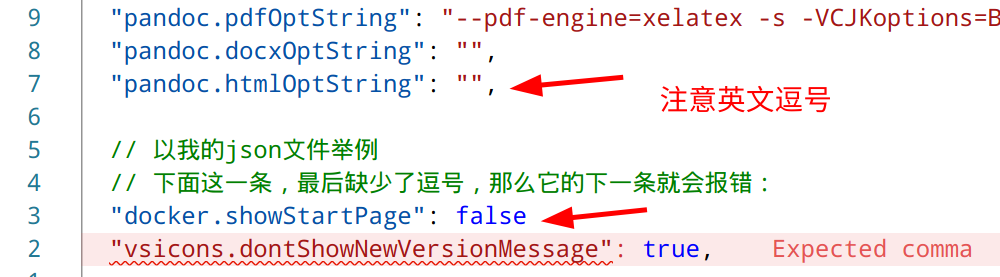 9 "pandoc.pdfOptString": "--pdf-engine=xelatex -s -VCJKoptions=B
8 "pandoc.docxOptString": "",
7 "pandoc.htmlOptString": "",
注意英文逗号
6
5 // 以我的json文件举例
4 // 下面这一条，最后缺少了逗号，那么它的下一条就会报错：
3 "docker.showStartPage": false
2 "vsicons.dontShowNewVersionMessage": true, Expected comma